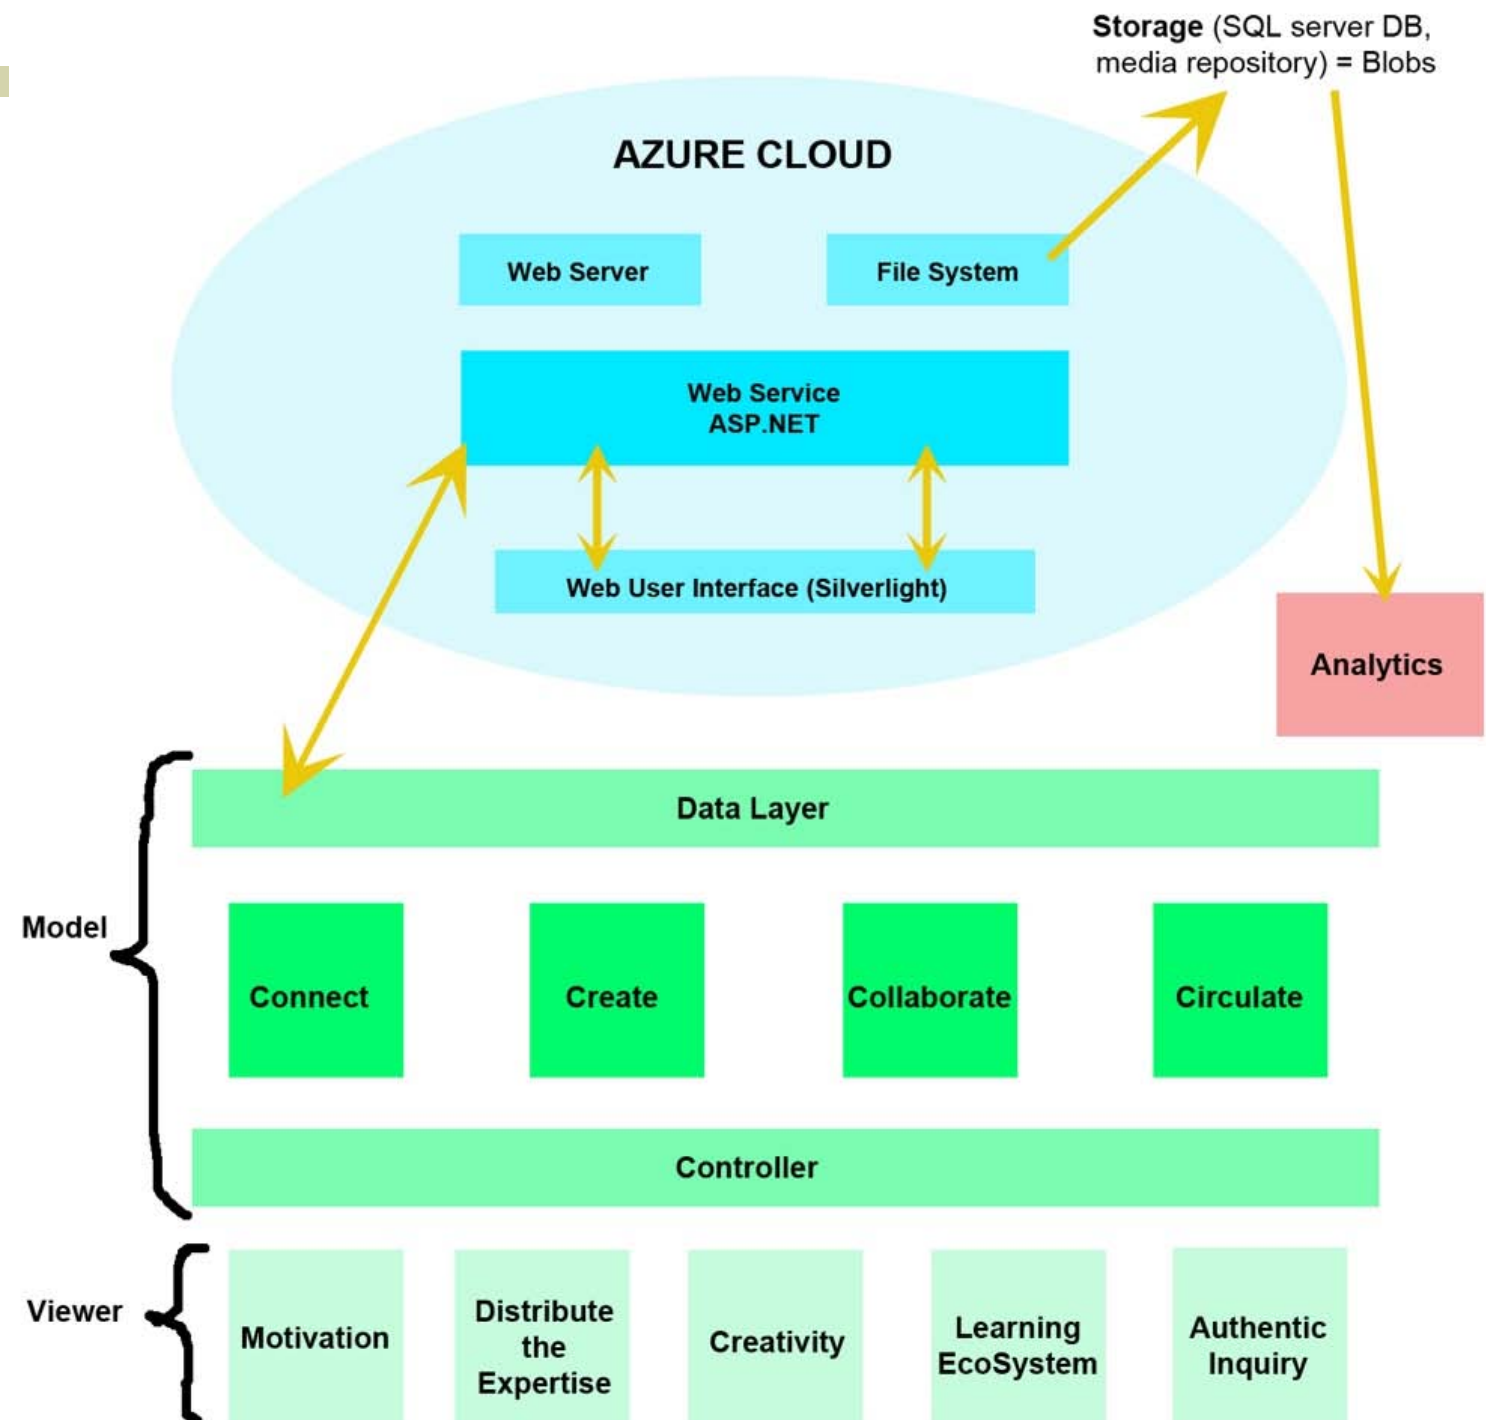 Storage (SQL server DB,
media repository) = Blobs
AZURE CLOUD
Web Server
File System
Web Service
ASP.NET
Web User Interface (Silverlight)
Analytics
Data Layer
Model
Connect
Create
Collaborate
Circulate
Controller
Viewer
Motivation
Distribute
the
Expertise
Creativity
Learning
EcoSystem
Authentic
Inquiry